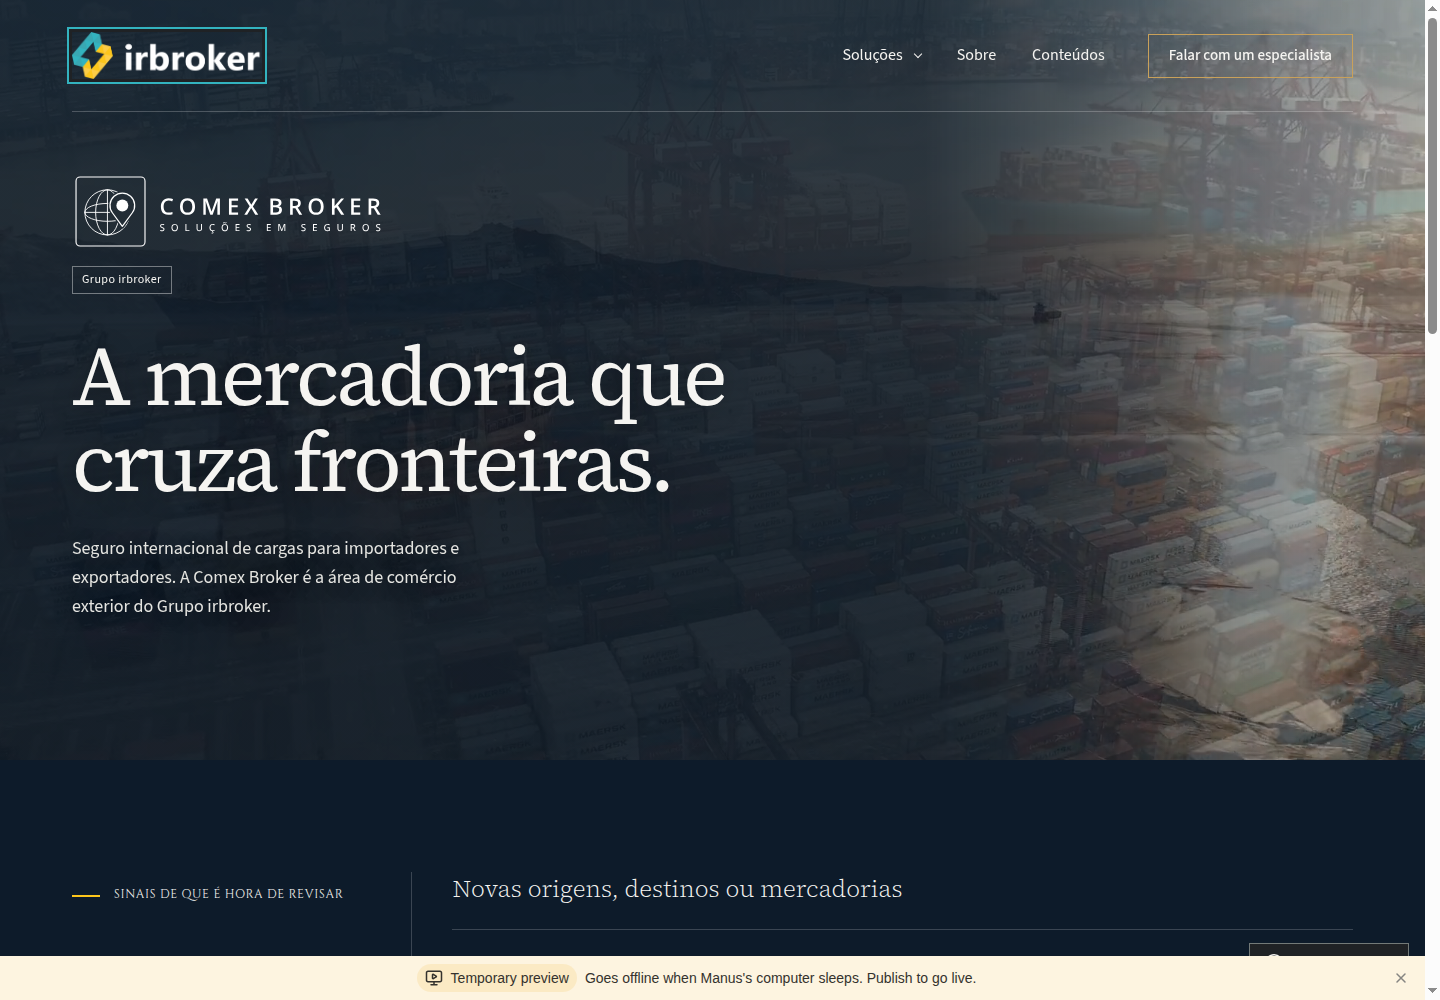 irbroker
Soluções
Sobre
Conteúdos
Falar com um especialista
COMEX BROKER
SOLUÇÕES EM SEGUROS
Grupo irbroker
A mercadoria que
cruza fronteiras.
Seguro internacional de cargas para importadores e
exportadores. A Comex Broker é a área de comércio
exterior do Grupo irbroker.
SINAIS DE QUE É HORA DE REVISAR
Novas origens, destinos ou mercadorias
Temporary preview
Goes offline when Manus's computer sleeps. Publish to go live.